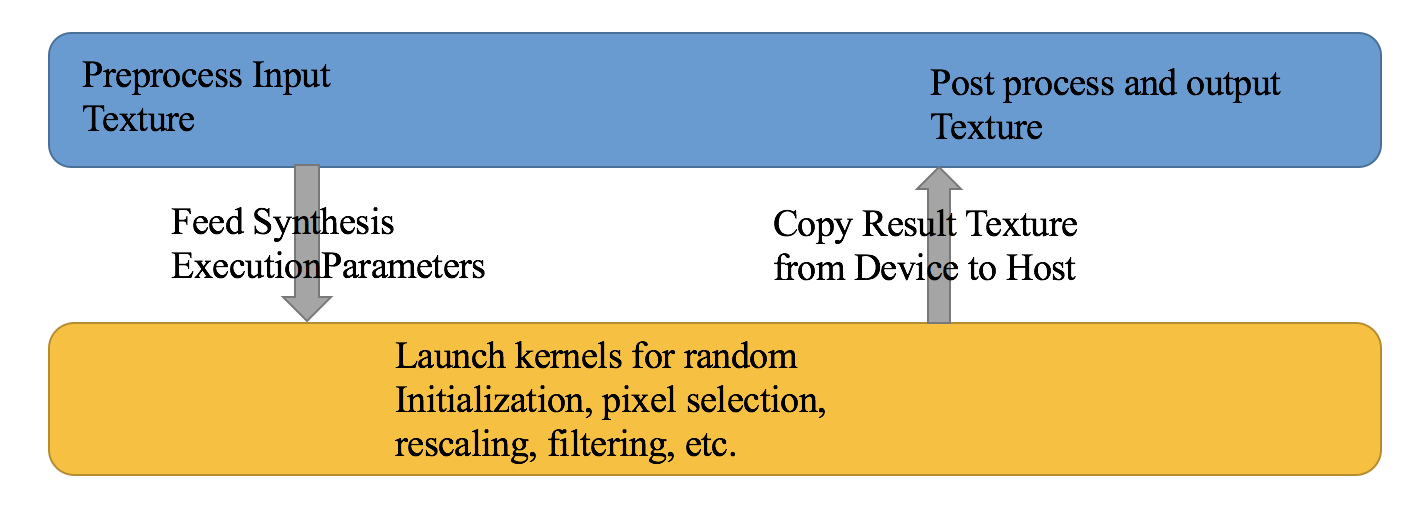 Preprocess Input
Texture
Post process and output
Texture
Feed Synthesis
ExecutionParameters
Copy Result Texture
from Device to Host
Launch kernels for random
Initialization, pixel selection,
rescaling, filtering, etc.